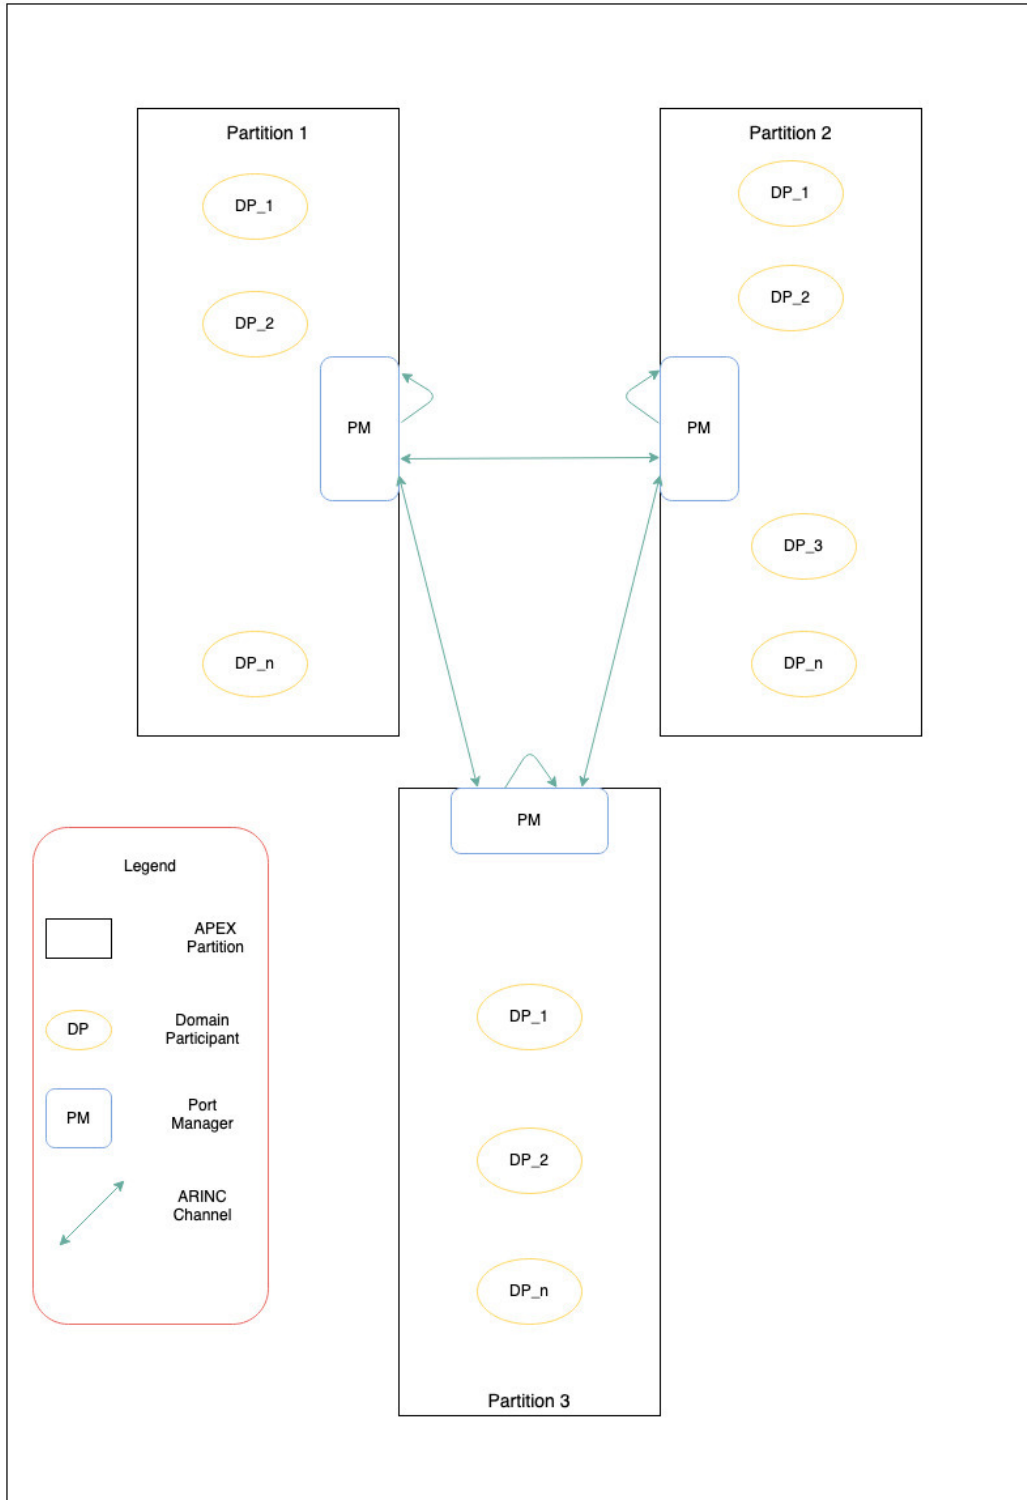 Partition 1
DP_1
DP_2
PM
DP_n
Partition 2
DP_1
DP_2
PM
DP_3
DP_n
PM
DP_1
DP_2
DP_n
Partition 3
Legend
APEX
Partition
DP
Domain
Participant
PM
Port
Manager
ARINC
Channel